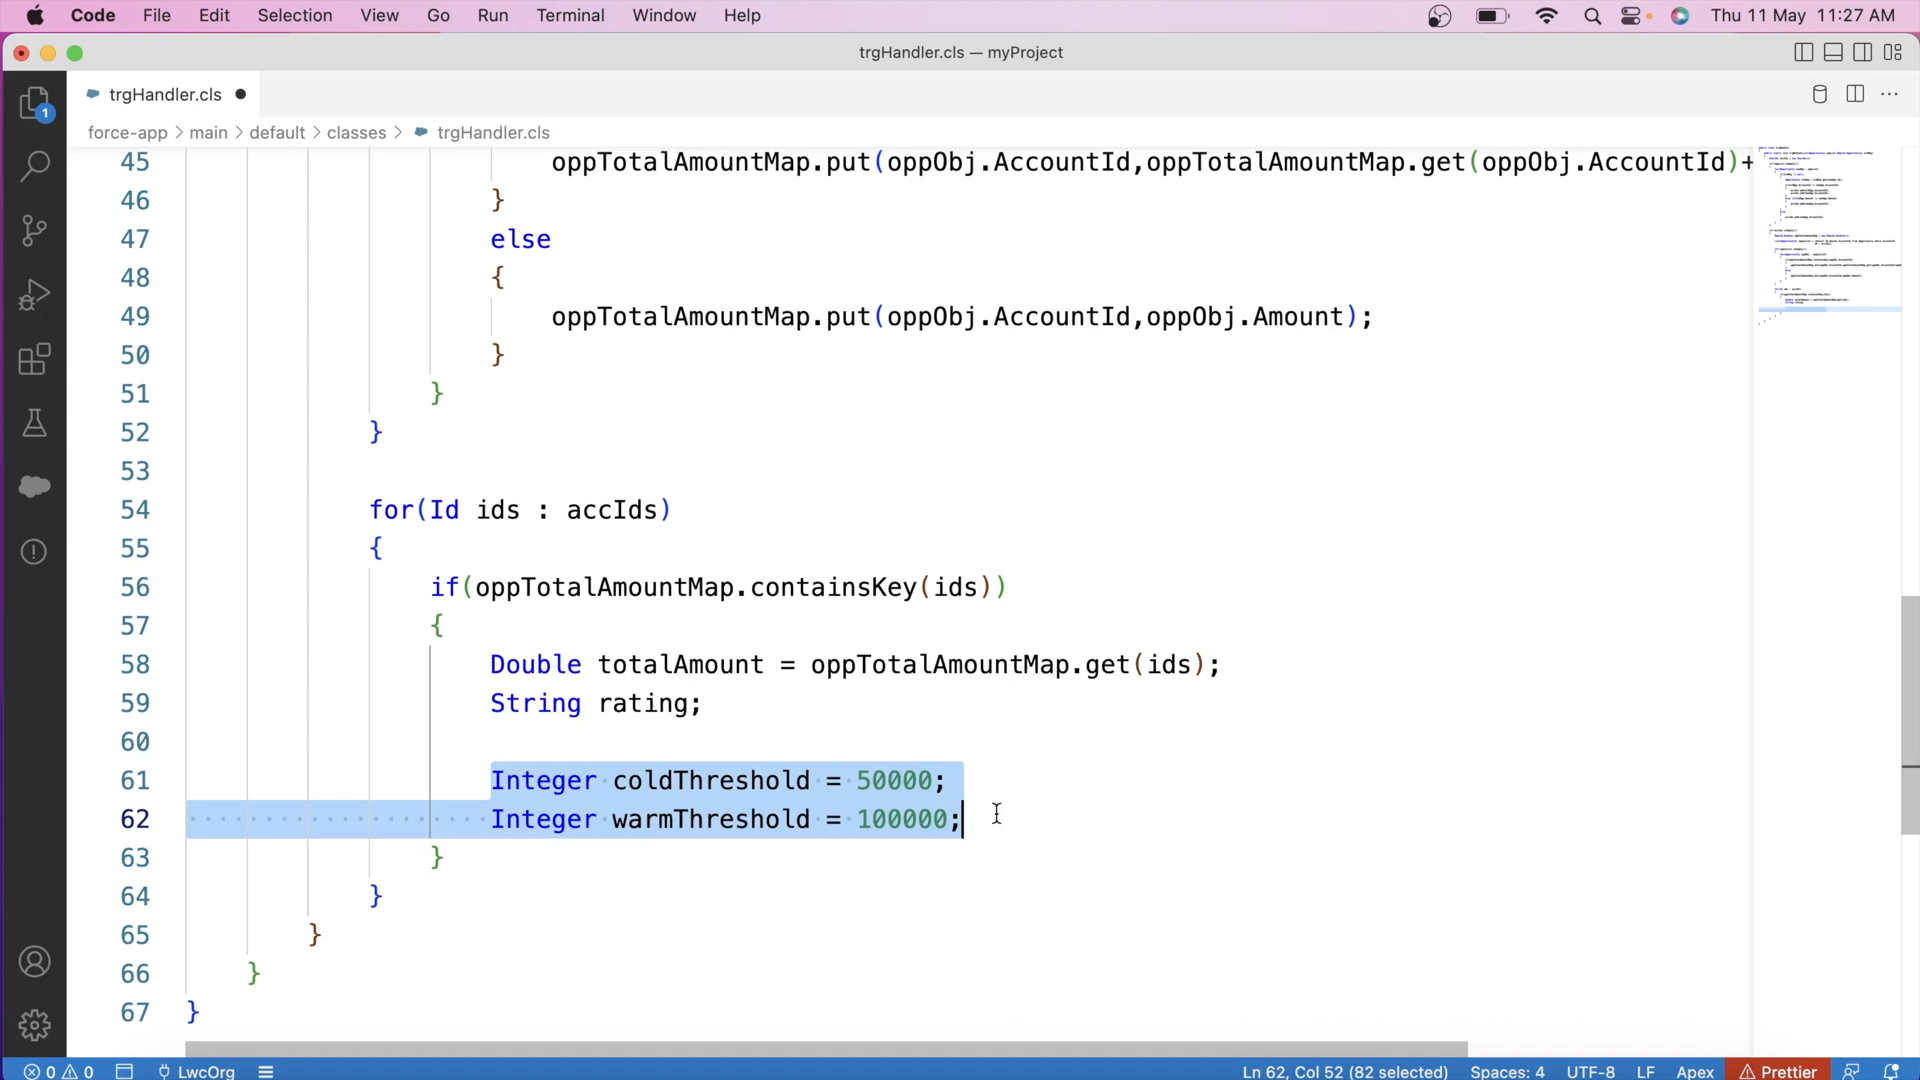 Code File Edit Selection View Go Run Terminal Window Help Thu 11 May 11:27 AM
trgHandler.cls — myProject
trgHandler.cls
force-app > main > default > classes > trgHandler.cls
45 oppTotalAmountMap.put(oppObj.AccountId,oppTotalAmountMap.get(oppObj.AccountId)+
46 }
47 else
48 {
49 oppTotalAmountMap.put(oppObj.AccountId,oppObj.Amount);
50 }
51 }
52 }
53
54 for(Id ids : accIds)
55 {
56 if(oppTotalAmountMap.containsKey(ids))
57 {
58 Double totalAmount = oppTotalAmountMap.get(ids);
59 String rating;
60
61 Integer coldThreshold = 50000;
62 Integer warmThreshold = 100000;
63 }
64 }
65 }
66 }
67 }
1
0 0 LwcOrg Ln 62, Col 52 (82 selected) Spaces: 4 UTF-8 LF Apex Prettier